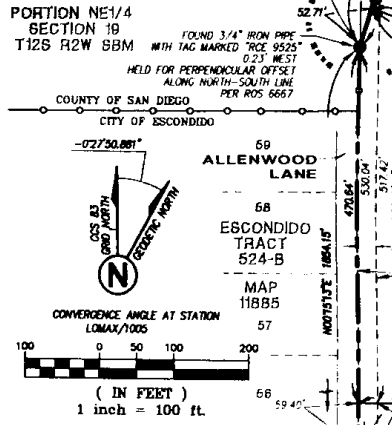 PORTION NE1/4
SECTION 19
T12S R2W SBM
52.71'
FOUND 3/4" IRON PIPE
WITH TAG MARKED "RCE 9525"
0.23' WEST
HELD FOR PERPENDICULAR OFFSET
ALONG NORTH-SOUTH LINE
PER ROS 6667
COUNTY OF SAN DIEGO
CITY OF ESCONDIDO
-0°27'50.881"
CCS 83
GRID NORTH
GEODETIC NORTH
N
CONVERGENCE ANGLE AT STATION
LOMAX/1005
69
ALLENWOOD
LANE
68
ESCONDIDO
TRACT
524-B
MAP
11885
57
66
470.64'
530.04'
517.42'
N00°15'13"E 1854.15'
59.40'
100 50 0 100 200
( IN FEET )
1 inch = 100 ft.